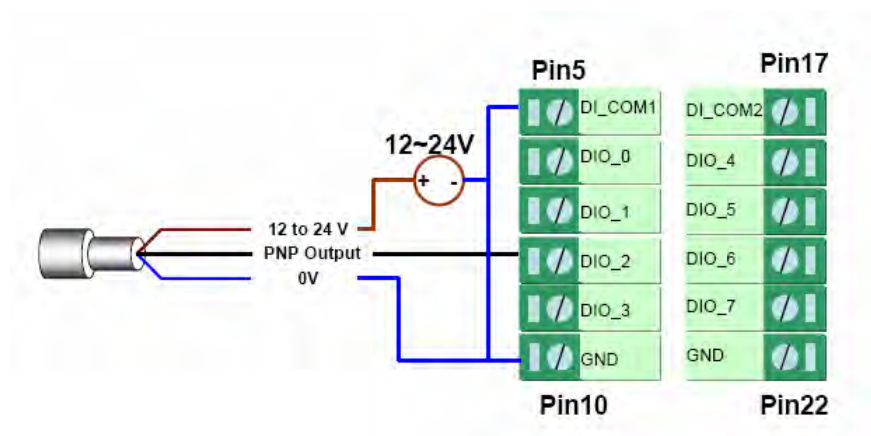 Pin5
Pin17
DI_COM1
DI_COM2
12~24V
+ -
DIO_0
DIO_4
DIO_1
DIO_5
12 to 24 V
PNP Output
DIO_2
DIO_6
0V
DIO_3
DIO_7
GND
GND
Pin10
Pin22